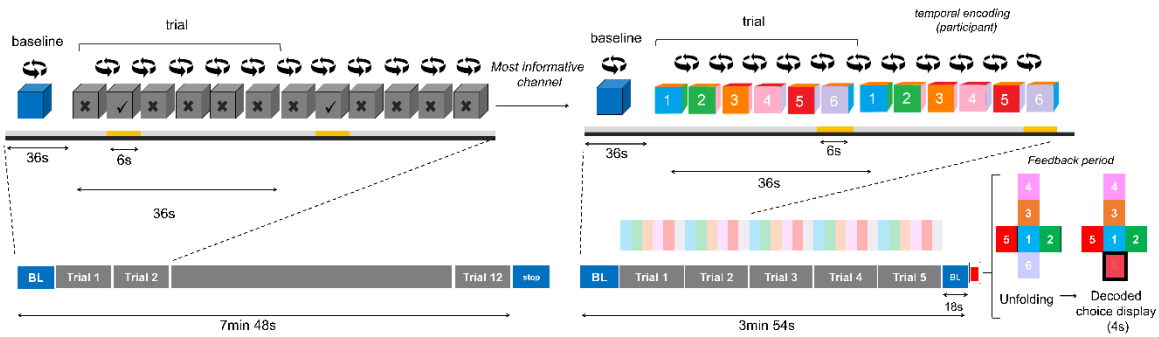 trial
baseline
36s
6s
36s
BL
Trial 1
Trial 2
Trial 12
stop
7min 48s
Most informative
channel
trial
temporal encoding
(participant)
baseline
1 2 3 4 5 6 1 2 3 4 5 6
36s
6s
36s
BL
Trial 1
Trial 2
Trial 3
Trial 4
Trial 5
BL
18s
3min 54s
Feedback period
4
3
5 1 2
6
Unfolding
4
3
5 1 2
6
Decoded
choice display
(4s)